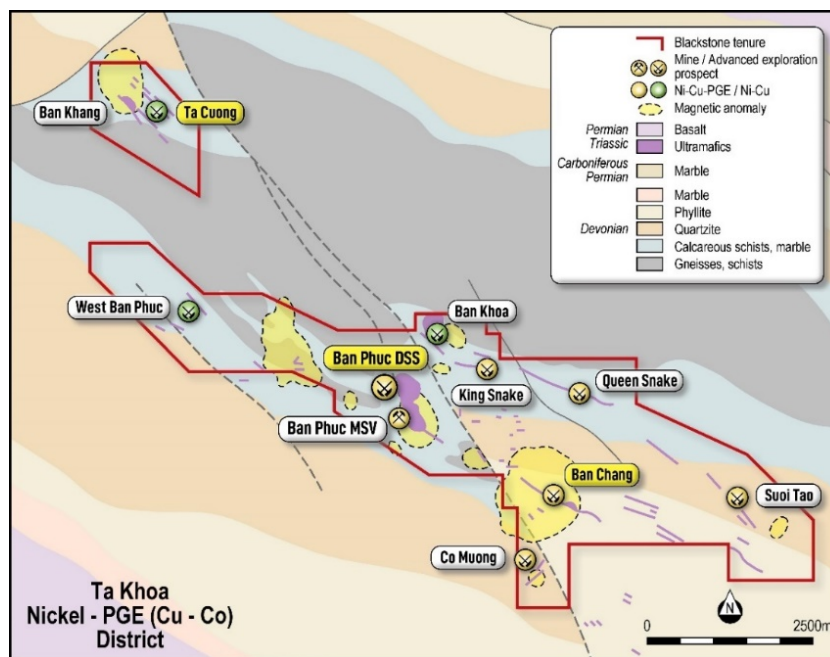 Blackstone tenure
Mine / Advanced exploration
prospect
Ni-Cu-PGE / Ni-Cu
Magnetic anomaly
Permian
Triassic
Basalt
Ultramafics
Carboniferous
Permian
Marble
Marble
Phyllite
Devonian
Quartzite
Calcareous schists, marble
Gneisses, schists
Ban Khang
Ta Cuong
West Ban Phuc
Ban Khoa
Ban Phuc DSS
King Snake
Queen Snake
Ban Phuc MSV
Ban Chang
Suoi Tao
Co Muong
Ta Khoa
Nickel - PGE (Cu - Co)
District
N
0
2500m